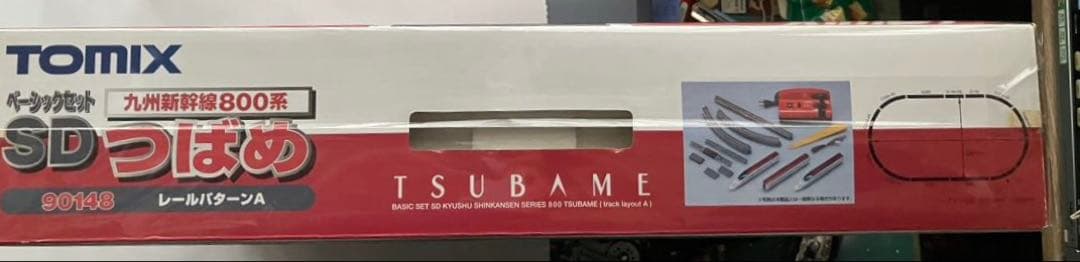 TOMIX
ベーシックセット
九州新幹線800系
SDつばめ
90148 レールパターンA
TSUBAME
BASIC SET SD KYUSHU SHINKANSEN SERIES 800 TSUBAME ( track layout A )